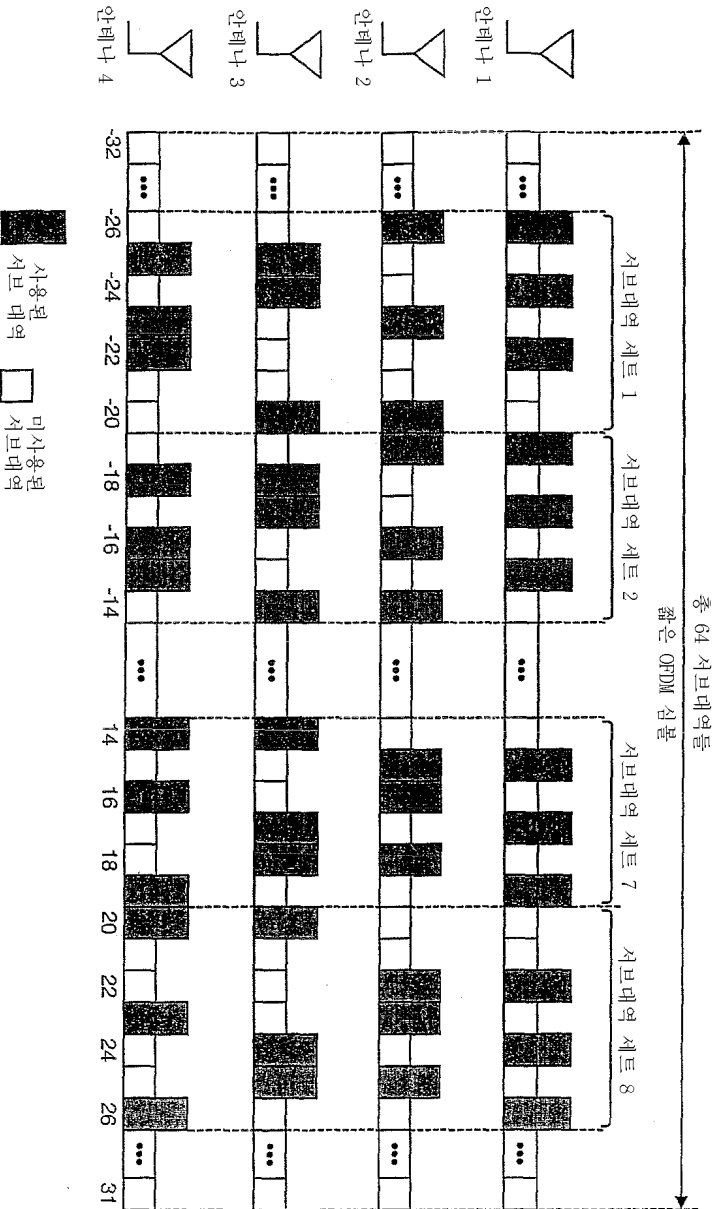 총 64 서브대역들
짧은 OFDM 심볼
서브대역 세트 1
서브대역 세트 2
서브대역 세트 7
서브대역 세트 8
안테나 1
안테나 2
안테나 3
안테나 4
-32 ••• -26 -24 -22 -20 -18 -16 -14 ••• 14 16 18 20 22 24 26 ••• 31
사용된
서브 대역
미사용된
서브대역